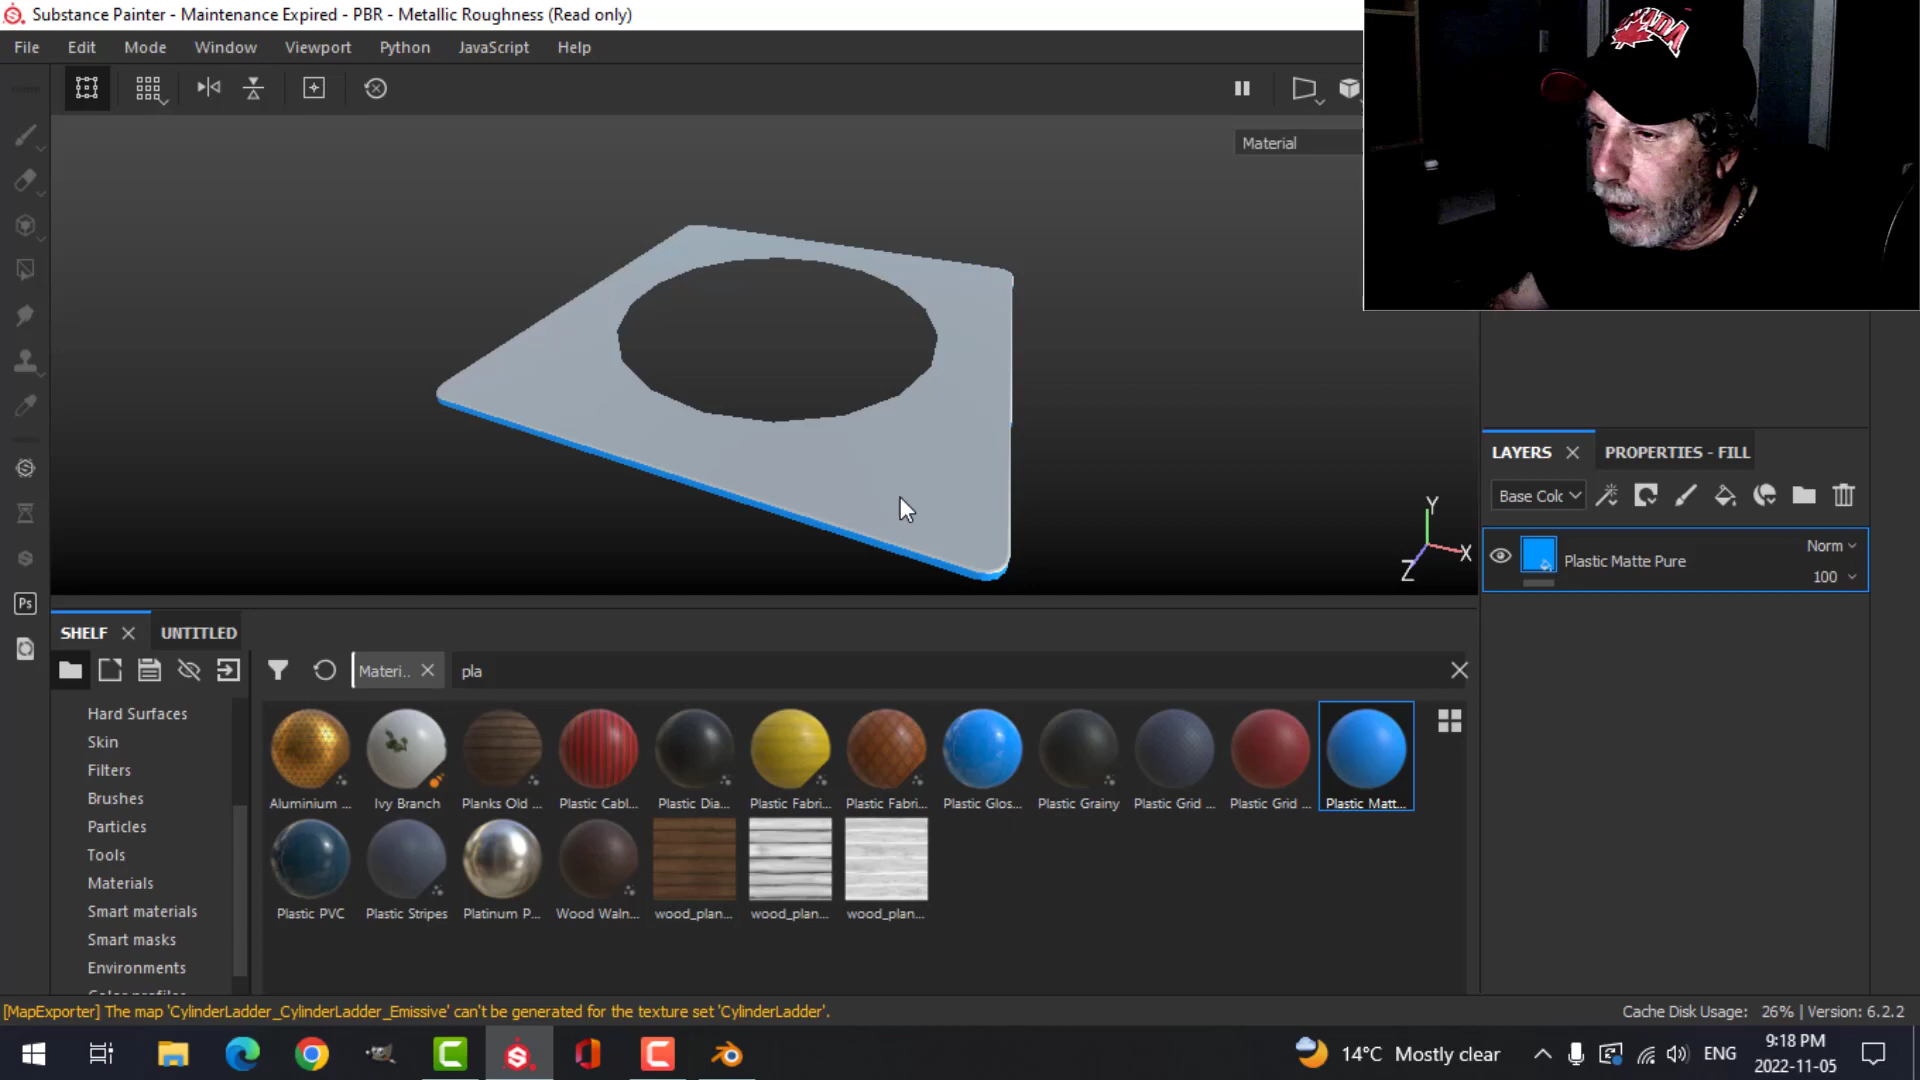 Substance Painter - Maintenance Expired - PBR - Metallic Roughness (Read only)
File Edit Mode Window Viewport Python JavaScript Help
Material
LAYERS PROPERTIES - FILL
Base Colc
Plastic Matte Pure
Norm
100
Y
X
Z
Ps
SHELF UNTITLED
Materi.. pla
Hard Surfaces
Skin
Filters
Brushes
Particles
Tools
Materials
Smart materials
Smart masks
Environments
Aluminium ... Ivy Branch Planks Old ... Plastic Cabl... Plastic Dia... Plastic Fabri... Plastic Fabri... Plastic Glos... Plastic Grainy Plastic Grid ... Plastic Grid ... Plastic Matt...
Plastic PVC Plastic Stripes Platinum P... Wood Waln... wood_plan... wood_plan... wood_plan...
[MapExporter] The map 'CylinderLadder_CylinderLadder_Emissive' can't be generated for the texture set 'CylinderLadder'.
Cache Disk Usage: 26% | Version: 6.2.2
14°C Mostly clear
ENG
9:18 PM
2022-11-05